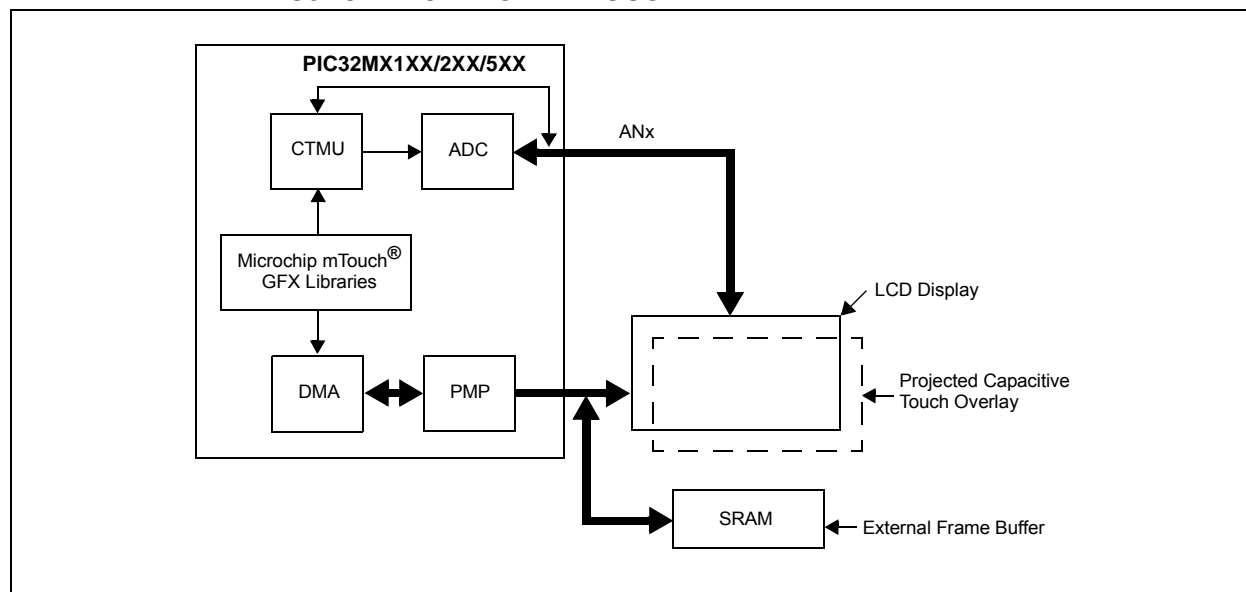 PIC32MX1XX/2XX/5XX
CTMU
ADC
ANx
Microchip mTouch®
GFX Libraries
LCD Display
DMA
PMP
Projected Capacitive
Touch Overlay
SRAM
External Frame Buffer